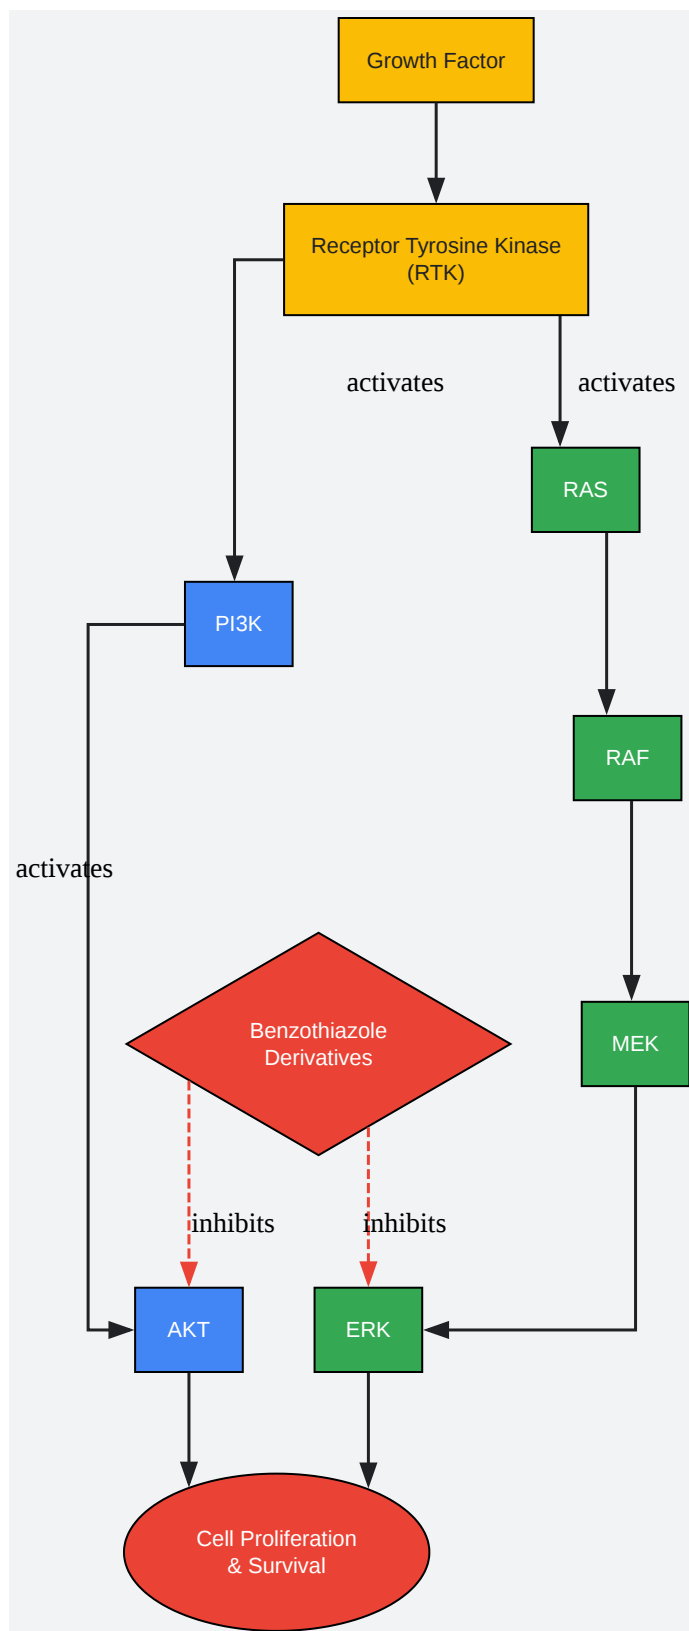 Growth Factor
Receptor Tyrosine Kinase
(RTK)
activates
activates
RAS
PI3K
RAF
activates
Benzothiazole
Derivatives
MEK
inhibits
inhibits
AKT
ERK
Cell Proliferation
& Survival